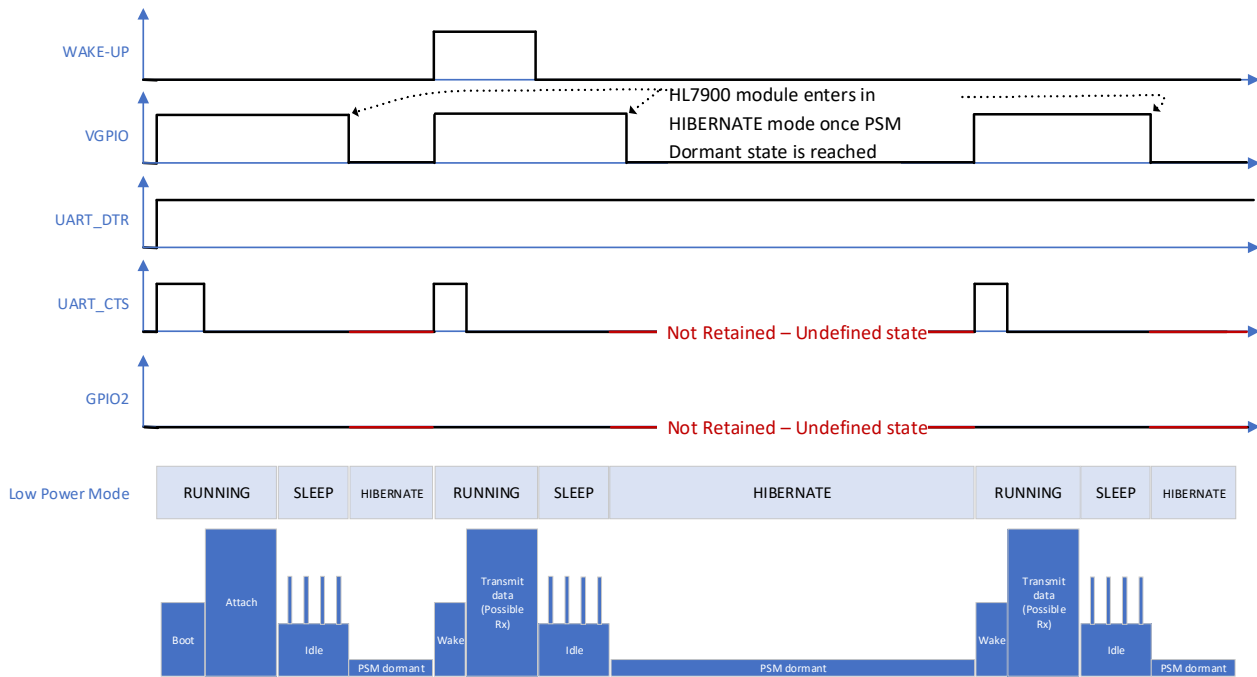 WAKE-UP
HL7900 module enters in
HIBERNATE mode once PSM
Dormant state is reached
VGPIO
UART_DTR
UART_CTS
Not Retained – Undefined state
GPIO2
Not Retained – Undefined state
Low Power Mode
RUNNING
SLEEP
HIBERNATE
RUNNING
SLEEP
HIBERNATE
RUNNING
SLEEP
HIBERNATE
Boot
Attach
Idle
PSM dormant
Wake
Transmit
data
(Possible
Rx)
Idle
PSM dormant
Wake
Transmit
data
(Possible
Rx)
Idle
PSM dormant